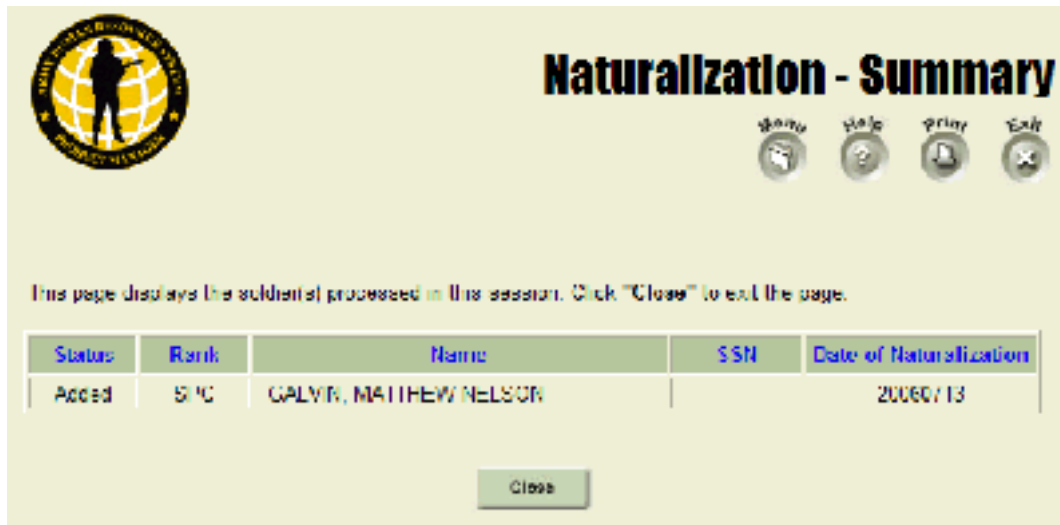 Naturalization - Summary
Menu Help Print Exit
This page displays the soldier(s) processed in this session. Click "Close" to exit the page.
Status Rank Name SSN Date of Naturalization
Added SPC GALVIN, MATTHEW NELSON 20060713
Close